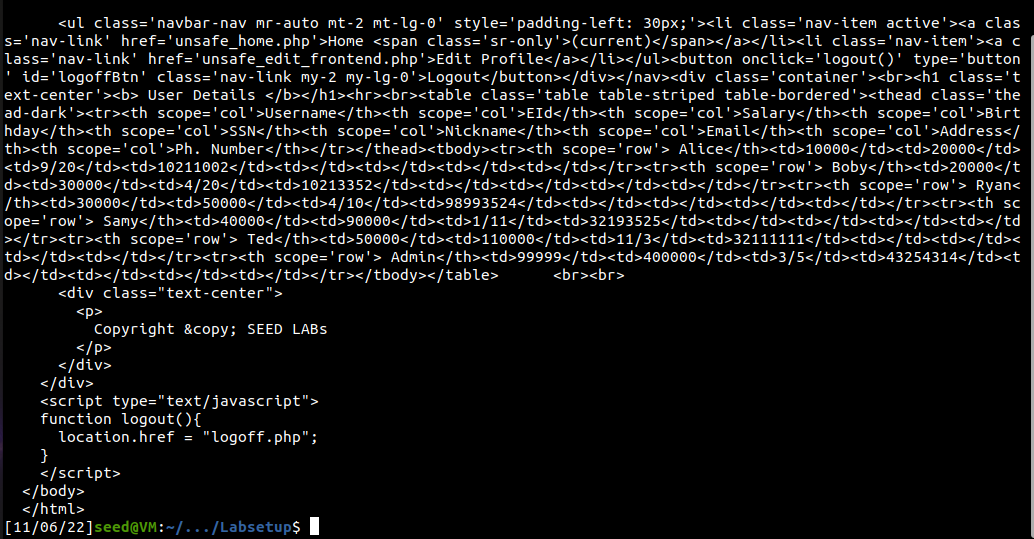 <ul class='navbar-nav mr-auto mt-2 mt-lg-0' style='padding-left: 30px;'><li class='nav-item active'><a clas
s='nav-link' href='unsafe_home.php'>Home <span class='sr-only'>(current)</span></a></li><li class='nav-item'><a c
lass='nav-link' href='unsafe_edit_frontend.php'>Edit Profile</a></li></ul><button onclick='logout()' type='button
' id='logoffBtn' class='nav-link my-2 my-lg-0'>Logout</button></div></nav><div class='container'><br><h1 class='t
ext-center'><b> User Details </b></h1><hr><br><table class='table table-striped table-bordered'><thead class='the
ad-dark'><tr><th scope='col'>Username</th><th scope='col'>EId</th><th scope='col'>Salary</th><th scope='col'>Birt
hday</th><th scope='col'>SSN</th><th scope='col'>Nickname</th><th scope='col'>Email</th><th scope='col'>Address</
th><th scope='col'>Ph. Number</th></tr></thead><tbody><tr><th scope='row'> Alice</th><td>10000</td><td>20000</td>
<td>9/20</td><td>10211002</td><td></td><td></td><td></td><td></td></tr><tr><th scope='row'> Boby</th><td>20000</t
d><td>30000</td><td>4/20</td><td>10213352</td><td></td><td></td><td></td><td></td></tr><tr><th scope='row'> Ryan<
/th><td>30000</td><td>50000</td><td>4/10</td><td>98993524</td><td></td><td></td><td></td><td></td></tr><tr><th sc
ope='row'> Samy</th><td>40000</td><td>90000</td><td>1/11</td><td>32193525</td><td></td><td></td><td></td><td></td
></tr><tr><th scope='row'> Ted</th><td>50000</td><td>110000</td><td>11/3</td><td>32111111</td><td></td><td></td><
td></td><td></td></tr><tr><th scope='row'> Admin</th><td>99999</td><td>400000</td><td>3/5</td><td>43254314</td><t
d></td><td></td><td></td><td></td></tr></tbody></table>      <br><br>
<div class="text-center">
<p>
Copyright &copy; SEED LABs
</p>
</div>
</div>
<script type="text/javascript">
function logout(){
location.href = "logoff.php";
}
</script>
</body>
</html>
[11/06/22]seed@VM:~/.../Labsetup$